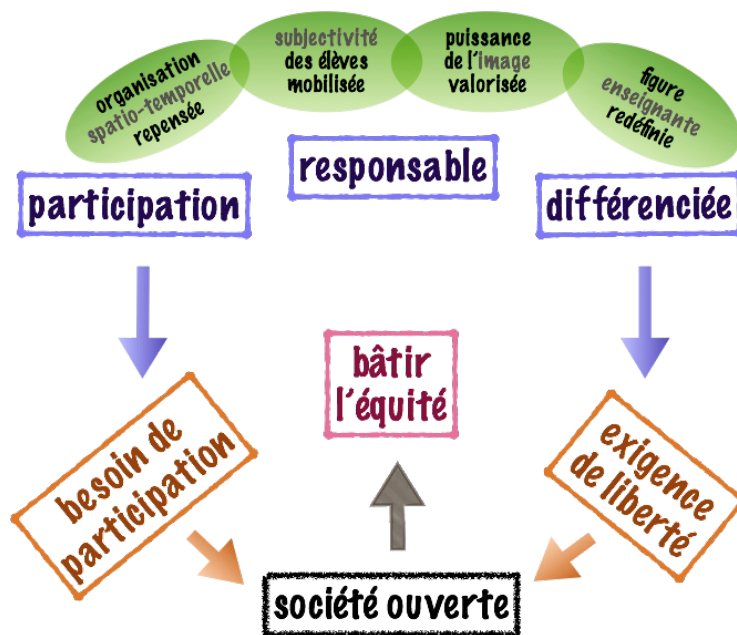 organisation
spatio-temporelle
repensée
subjectivité
des élèves
mobilisée
puissance
de l'image
valorisée
figure
enseignante
redéfinie
participation
responsable
différenciée
bâtir
l'équité
besoin de
participation
exigence
de liberté
société ouverte